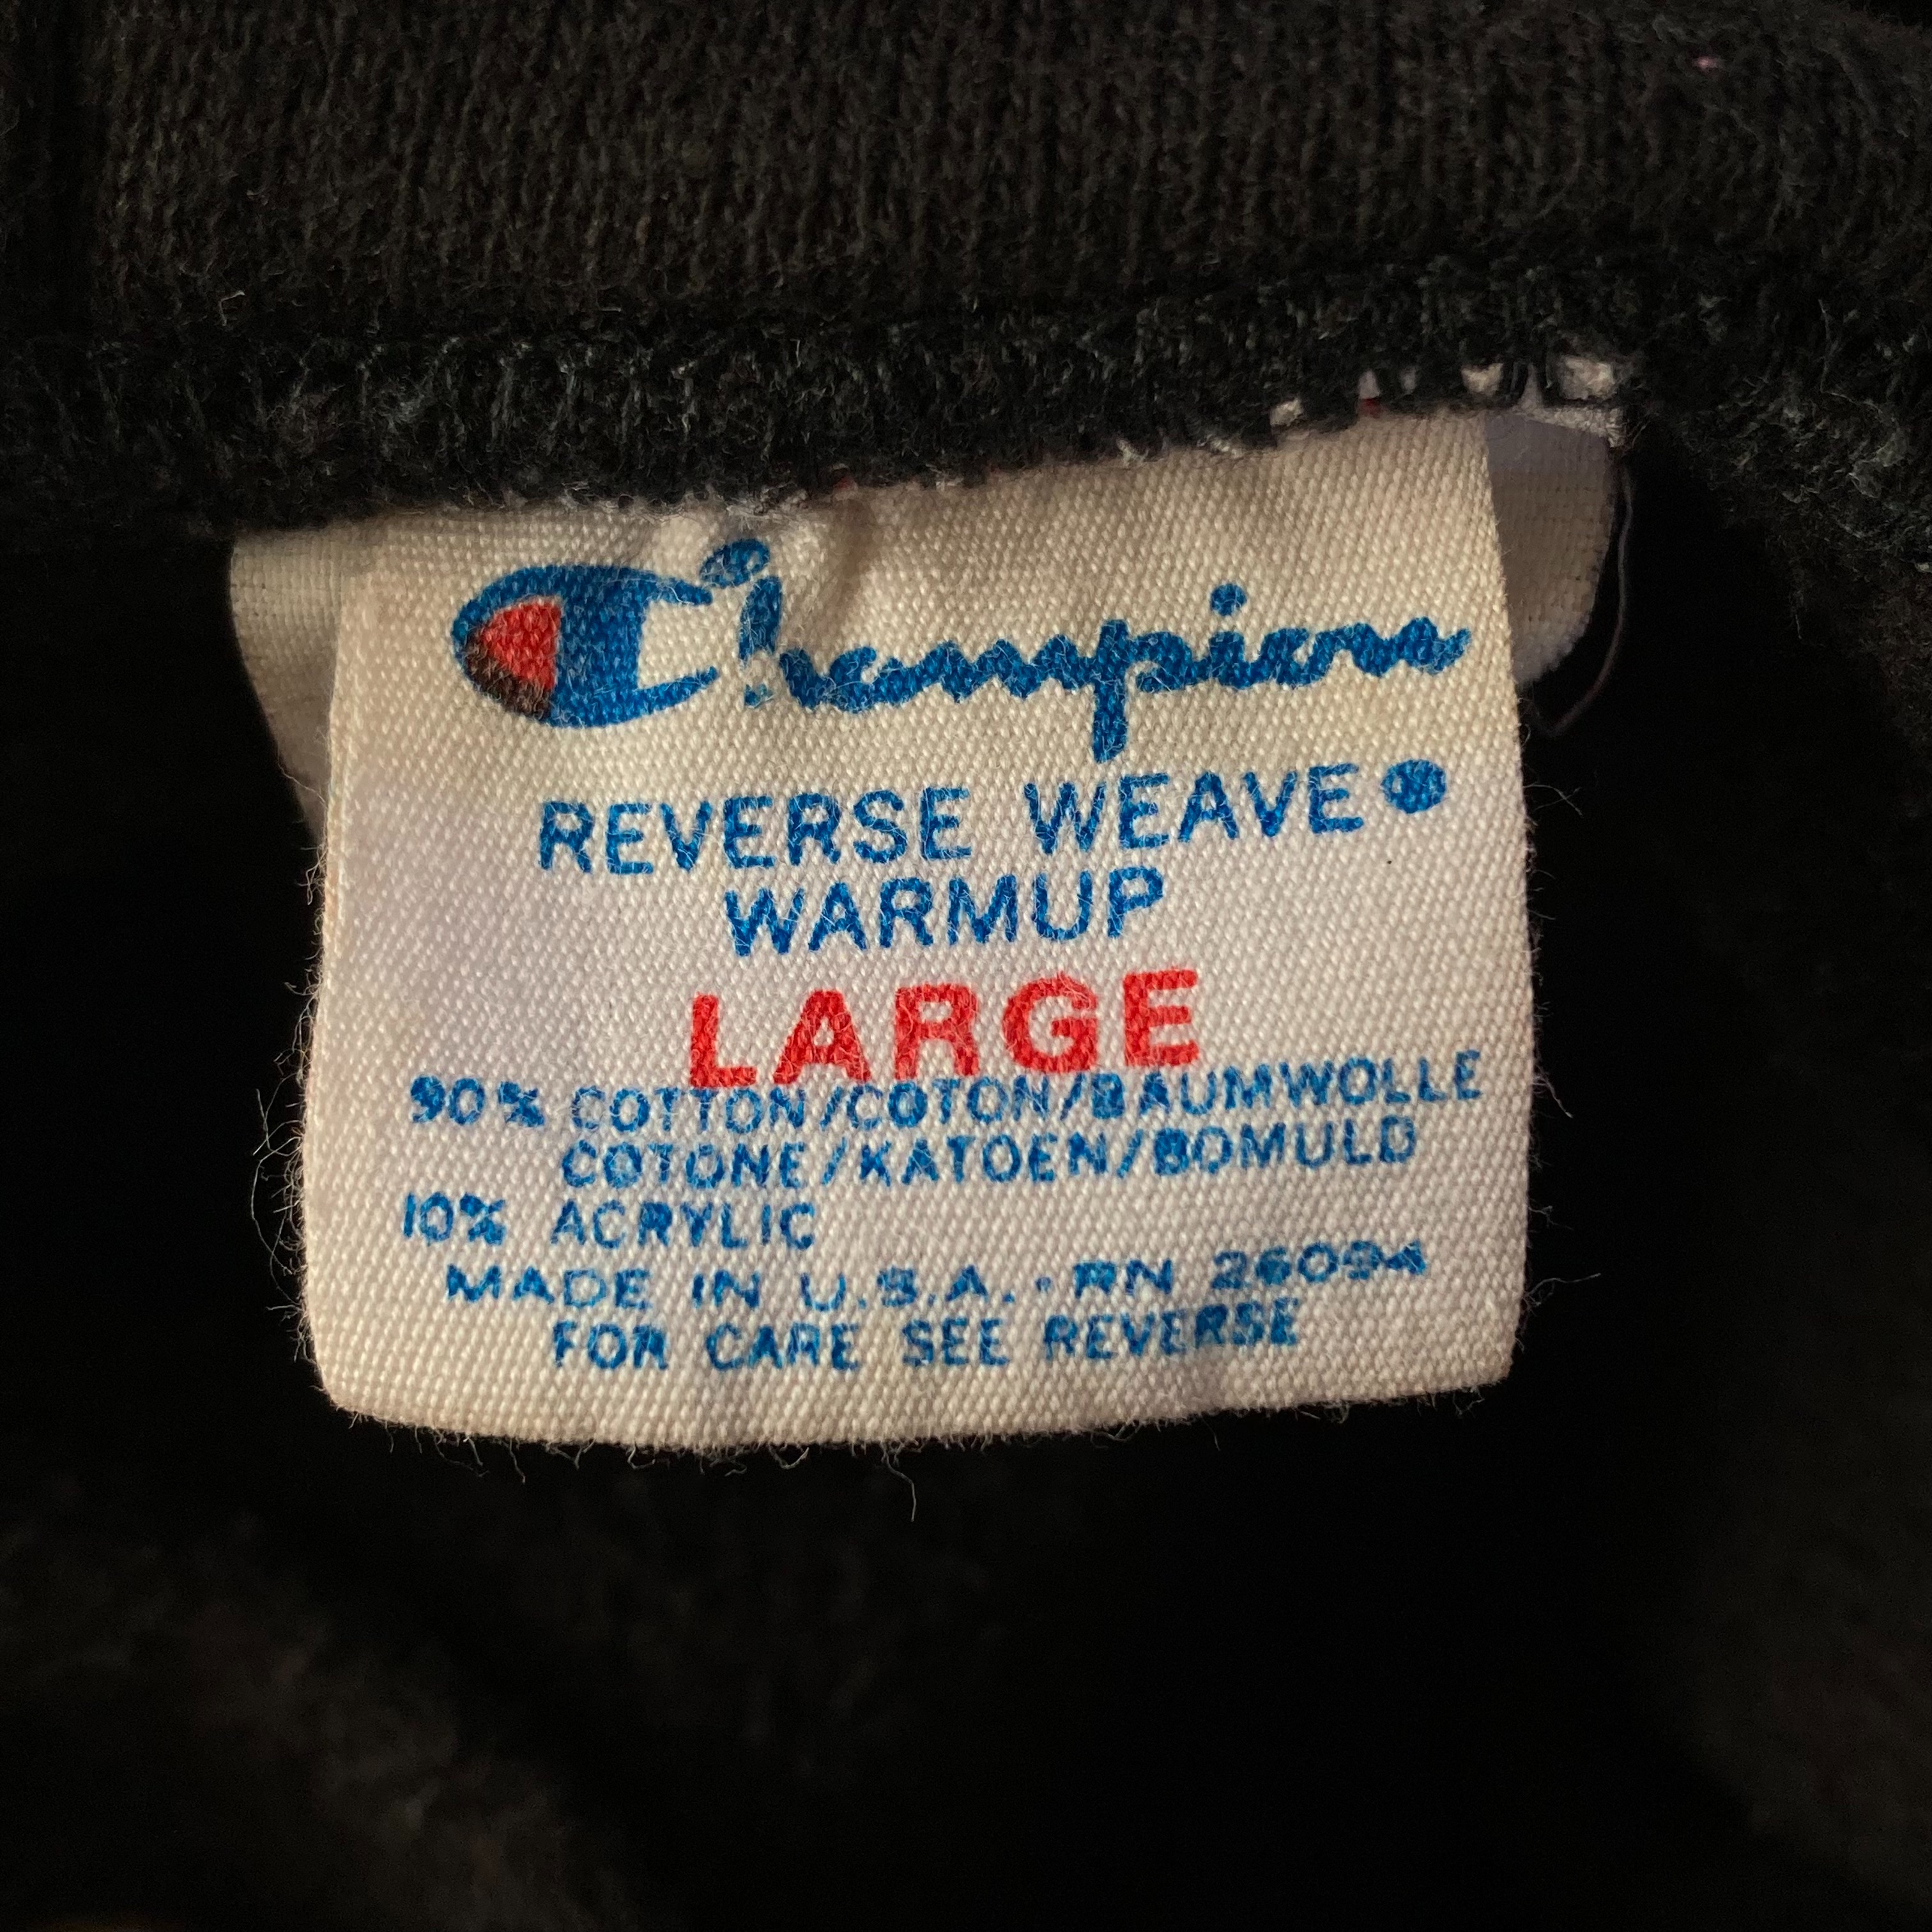 Champion
REVERSE WEAVE®
WARMUP
LARGE
90% COTTON/COTON/BAUMWOLLE
COTONE/KATOEN/BOMULD
10% ACRYLIC
MADE IN U.S.A. · RN 26094
FOR CARE SEE REVERSE